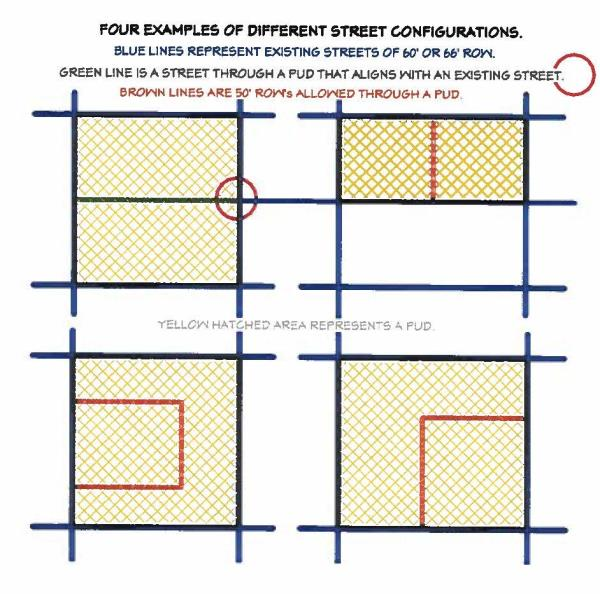 FOUR EXAMPLES OF DIFFERENT STREET CONFIGURATIONS.
BLUE LINES REPRESENT EXISTING STREETS OF 60' OR 66' ROW.
GREEN LINE IS A STREET THROUGH A PUD THAT ALIGNS WITH AN EXISTING STREET.
BROWN LINES ARE 50' ROW's ALLOWED THROUGH A PUD.
YELLOW HATCHED AREA REPRESENTS A PUD.